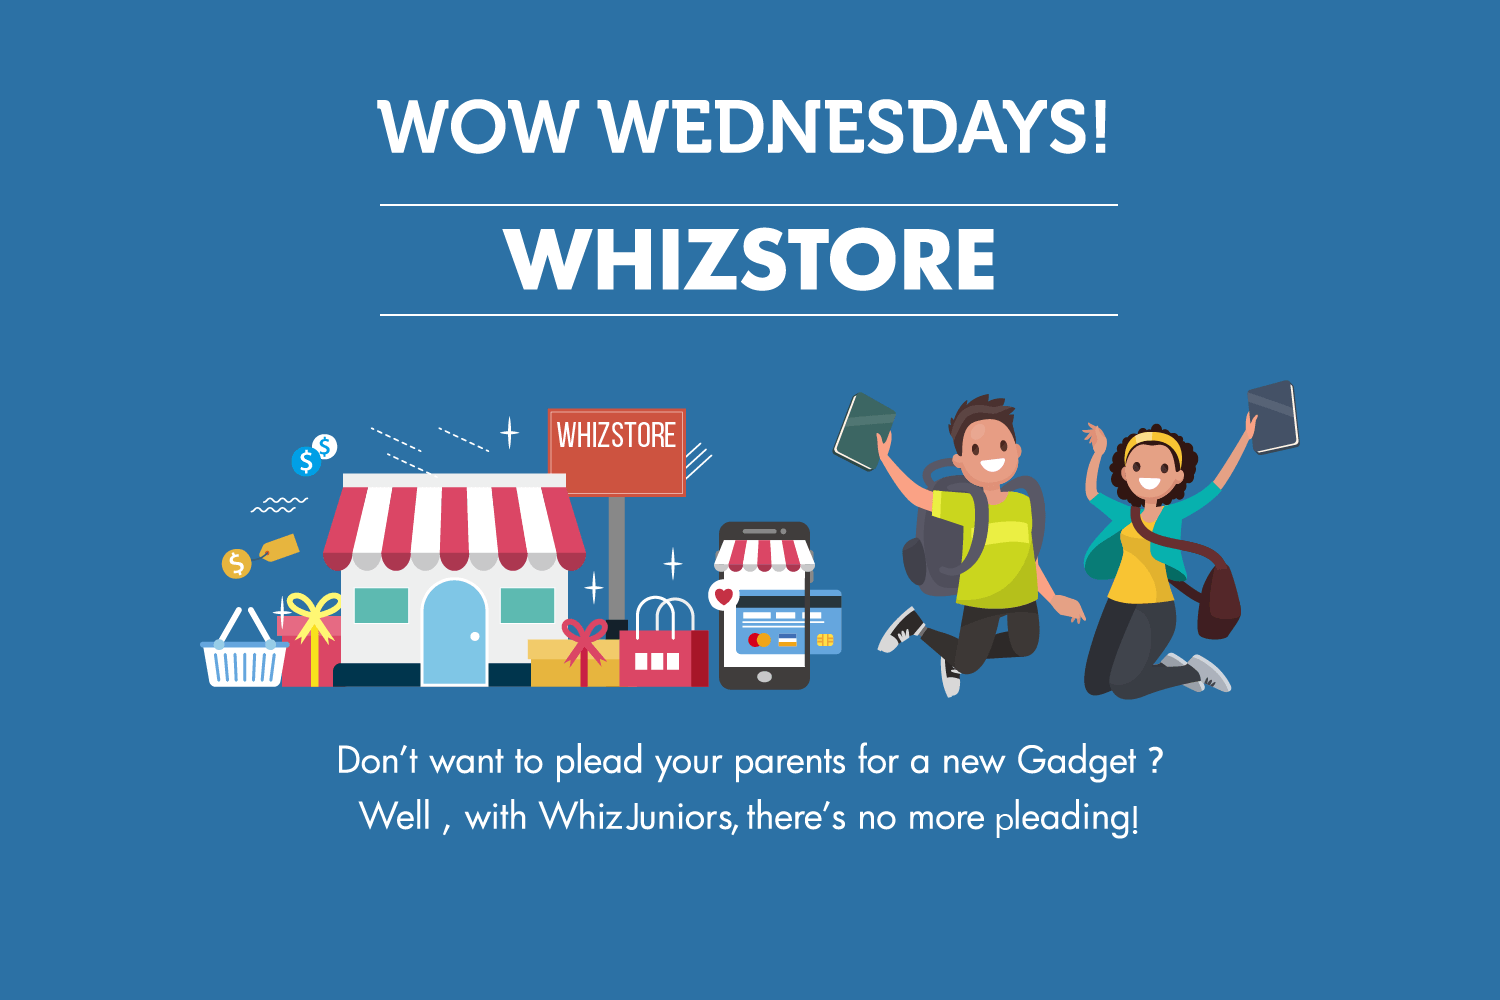 WOW WEDNESDAYS!
WHIZSTORE
WHIZSTORE
$
$
$
Don't want to plead your parents for a new Gadget ?
Well , with WhizJuniors, there's no more pleading!